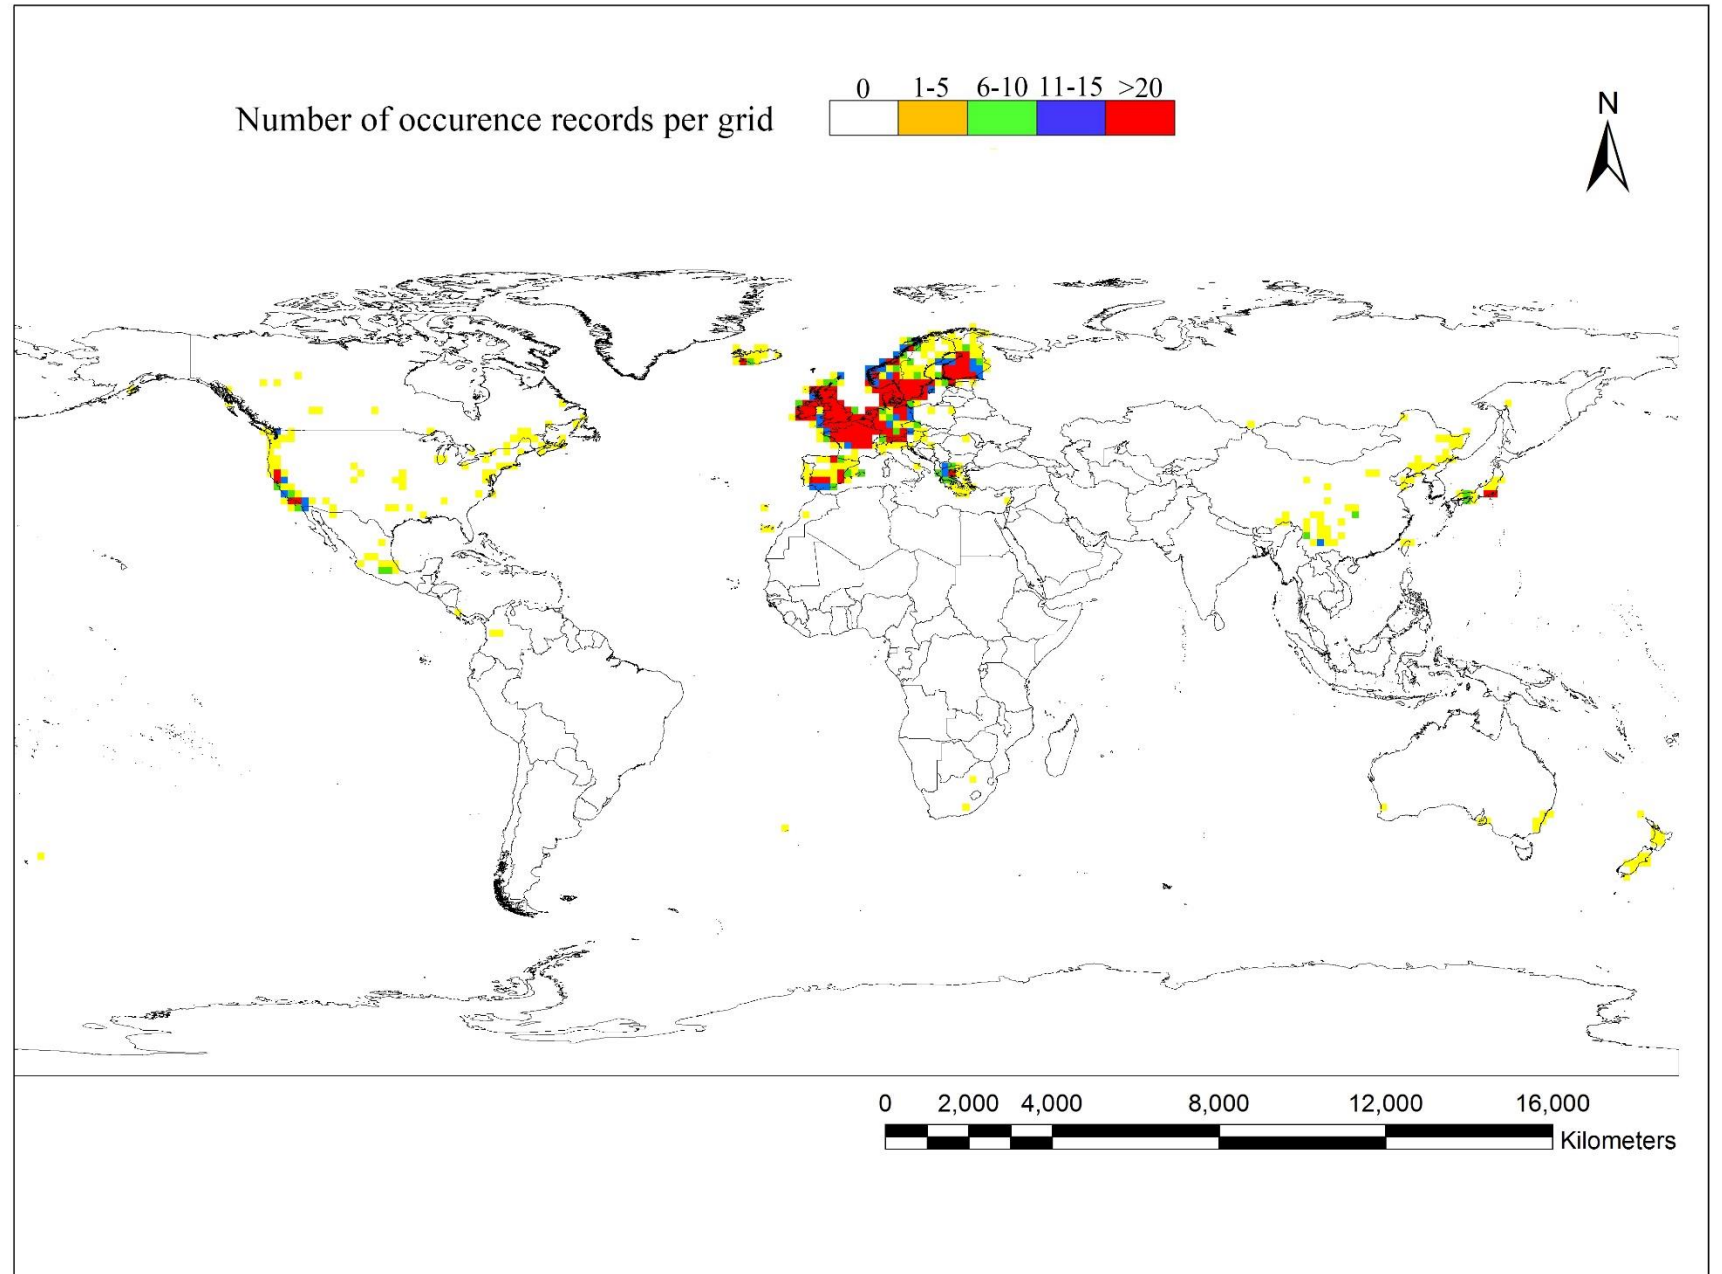 0 1-5 6-10 11-15 >20
Number of occurence records per grid
N
0 2,000 4,000 8,000 12,000 16,000
Kilometers